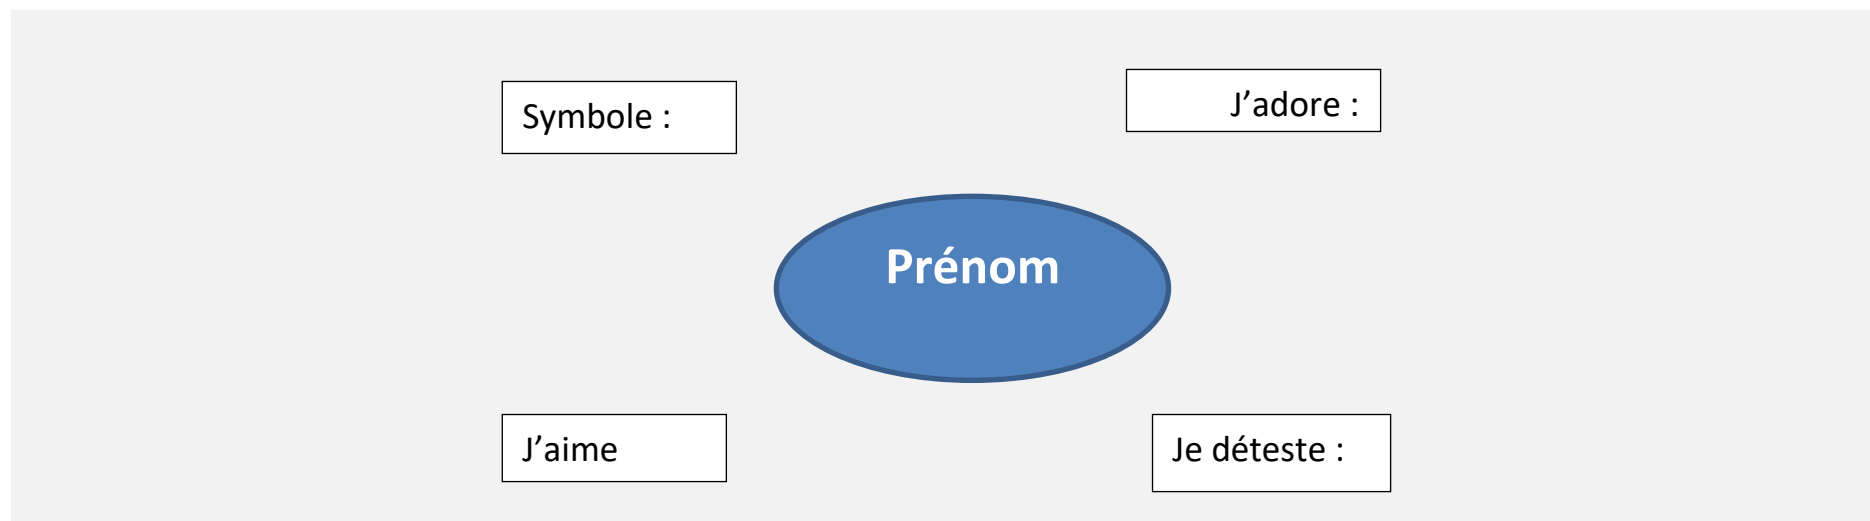 Symbole :
J’adore :
Prénom
J’aime
Je déteste :